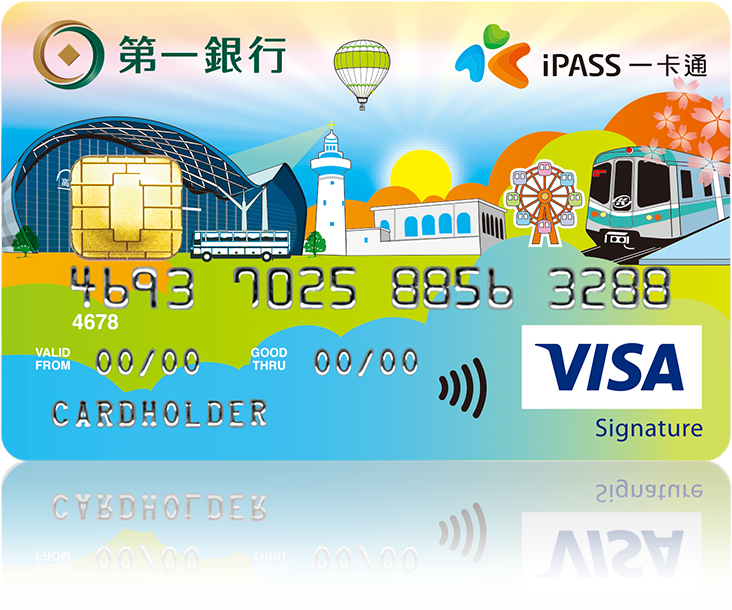 第一銀行
iPASS 一卡通
4693 7025 8856 3288
4678
VALID FROM 00/00 GOOD THRU 00/00
CARDHOLDER
VISA
Signature